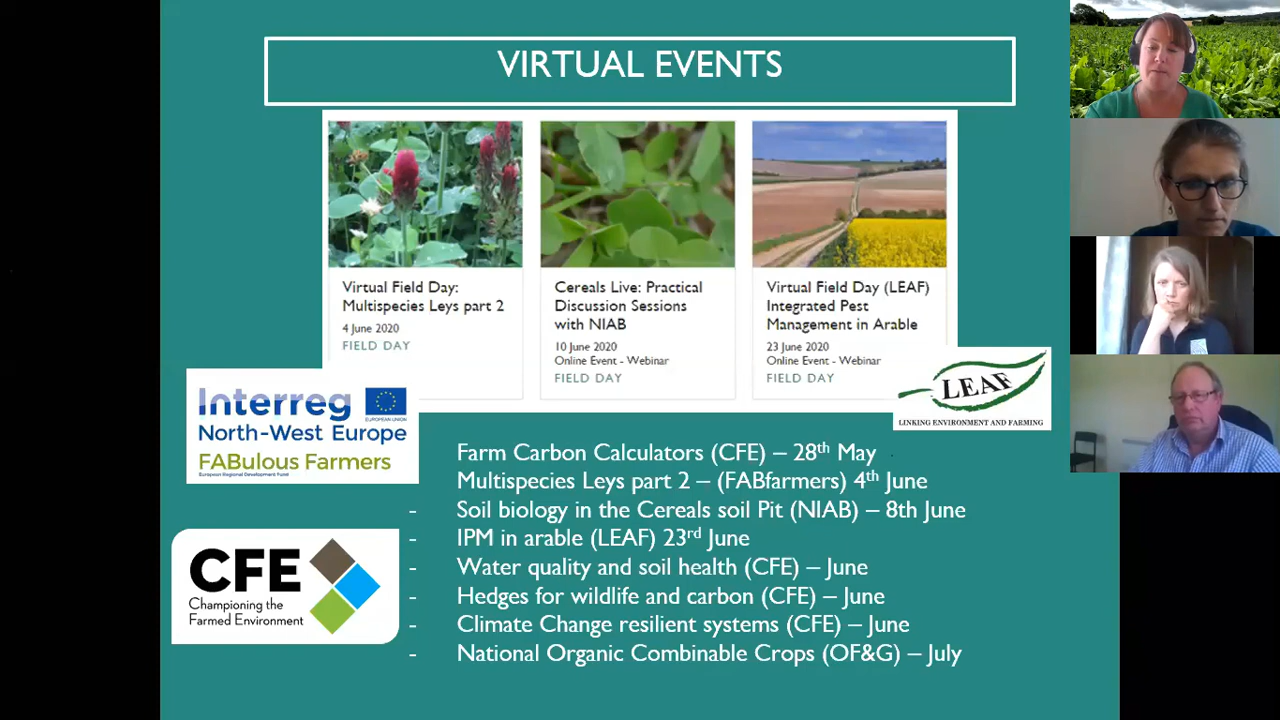 VIRTUAL EVENTS
Virtual Field Day:
Multispecies Leys part 2
4 June 2020
FIELD DAY
Cereals Live: Practical
Discussion Sessions
with NIAB
10 June 2020
Online Event - Webinar
FIELD DAY
Virtual Field Day (LEAF)
Integrated Pest
Management in Arable
23 June 2020
Online Event - Webinar
FIELD DAY
Interreg
EUROPEAN UNION
North-West Europe
FABulous Farmers
European Regional Development Fund
LEAF
LINKING ENVIRONMENT AND FARMING
Farm Carbon Calculators (CFE) – 28th May
Multispecies Leys part 2 – (FABfarmers) 4th June
- Soil biology in the Cereals soil Pit (NIAB) – 8th June
- IPM in arable (LEAF) 23rd June
- Water quality and soil health (CFE) – June
- Hedges for wildlife and carbon (CFE) – June
- Climate Change resilient systems (CFE) – June
- National Organic Combinable Crops (OF&G) – July
CFE
Championing the
Farmed Environment